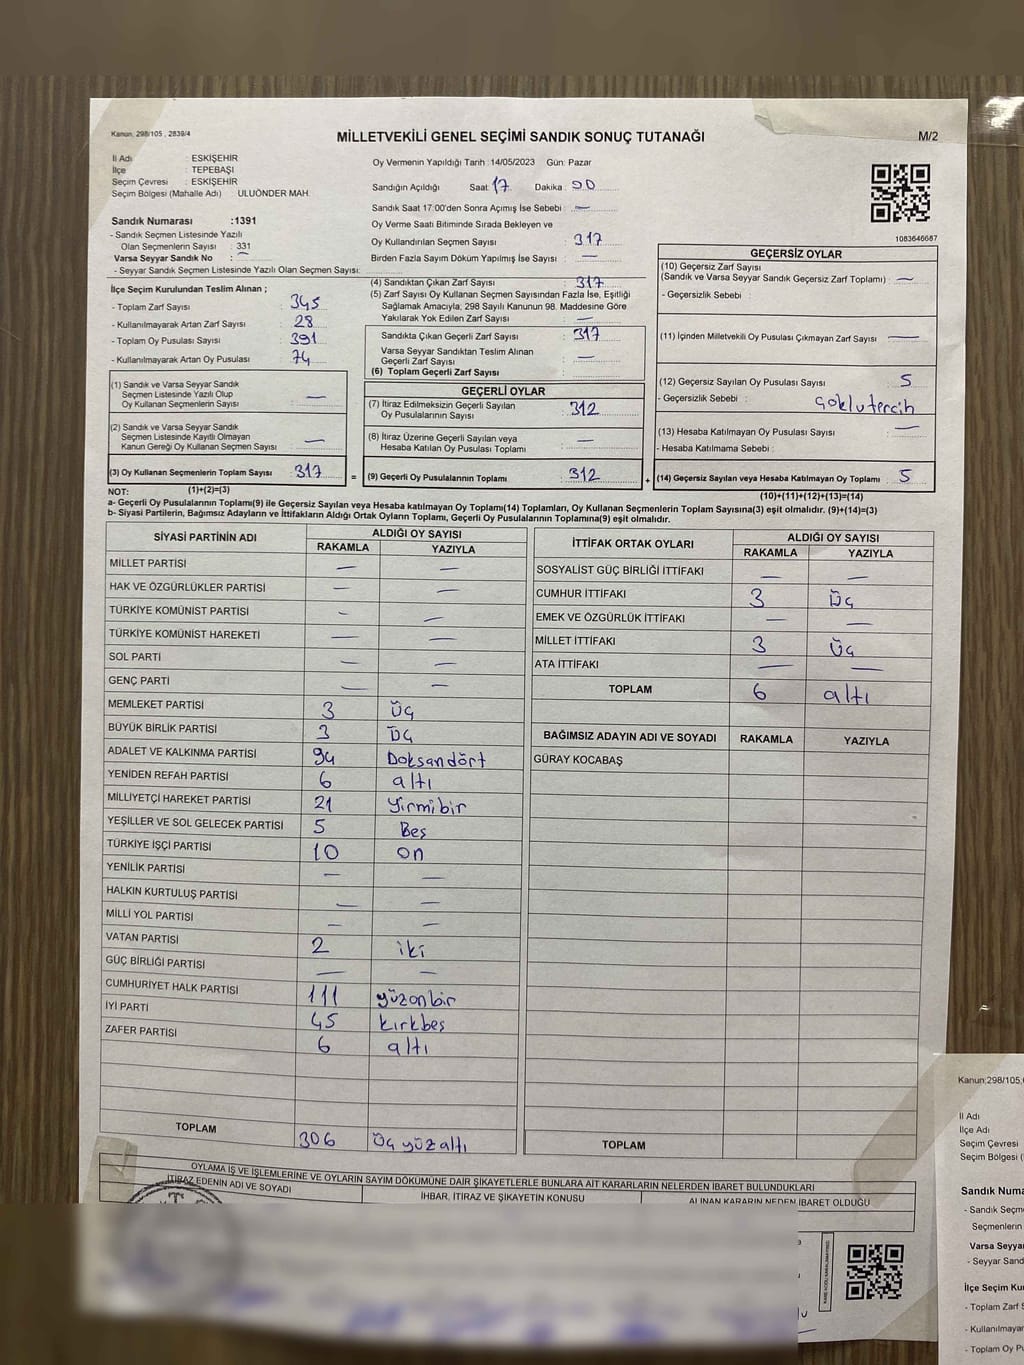 Kanun, 298/105 , 2839/4
MİLLETVEKİLİ GENEL SEÇİMİ SANDIK SONUÇ TUTANAĞI
M/2
İl Adı : ESKİŞEHİR
İlçe : TEPEBAŞI
Seçim Çevresi : ESKİŞEHİR
Seçim Bölgesi (Mahalle Adı) : ULUÖNDER MAH.
Sandık Numarası :1391
- Sandık Seçmen Listesinde Yazılı
Olan Seçmenlerin Sayısı : 331
Varsa Seyyar Sandık No : —
- Seyyar Sandık Seçmen Listesinde Yazılı Olan Seçmen Sayısı:
İlçe Seçim Kurulundan Teslim Alınan ;
- Toplam Zarf Sayısı : 345
- Kullanılmayarak Artan Zarf Sayısı : 28
- Toplam Oy Pusulası Sayısı : 391
- Kullanılmayarak Artan Oy Pusulası : 74
Oy Vermenin Yapıldığı Tarih :14/05/2023 Gün: Pazar
Sandığın Açıldığı Saat: 17 Dakika:
Sandık Saat 17:00'den Sonra Açımış İse Sebebi : —
Oy Verme Saati Bitiminde Sırada Bekleyen ve
Oy Kullandırılan Seçmen Sayısı : 317
Birden Fazla Sayım Döküm Yapılmış İse Sayısı : —
(4) Sandıktan Çıkan Zarf Sayısı : 317
(5) Zarf Sayısı Oy Kullanan Seçmen Sayısından Fazla İse, Eşitliği
Sağlamak Amacıyla; 298 Sayılı Kanunun 98. Maddesine Göre
Yakılarak Yok Edilen Zarf Sayısı : —
Sandıkta Çıkan Geçerli Zarf Sayısı : 317
Varsa Seyyar Sandıktan Teslim Alınan
Geçerli Zarf Sayısı : —
(6) Toplam Geçerli Zarf Sayısı :
1083646667
GEÇERSİZ OYLAR
(10) Geçersiz Zarf Sayısı
(Sandık ve Varsa Seyyar Sandık Geçersiz Zarf Toplamı) : —
- Geçersizlik Sebebi :
(11) İçinden Milletvekili Oy Pusulası Çıkmayan Zarf Sayısı : —
(12) Geçersiz Sayılan Oy Pusulası Sayısı : 5
- Geçersizlik Sebebi : çoklu tercih
(13) Hesaba Katılmayan Oy Pusulası Sayısı : —
- Hesaba Katılmama Sebebi :
(14) Geçersiz Sayılan veya Hesaba Katılmayan Oy Toplamı : 5
(10)+(11)+(12)+(13)=(14)
(1) Sandık ve Varsa Seyyar Sandık
Seçmen Listesinde Yazılı Olup
Oy Kullanan Seçmenlerin Sayısı : —
(2) Sandık ve Varsa Seyyar Sandık
Seçmen Listesinde Kayıtlı Olmayan
Kanun Gereği Oy Kullanan Seçmen Sayısı : —
(3) Oy Kullanan Seçmenlerin Toplam Sayısı : 317 =
(1)+(2)=(3)
GEÇERLİ OYLAR
(7) İtiraz Edilmeksizin Geçerli Sayılan
Oy Pusulalarının Sayısı : 312
(8) İtiraz Üzerine Geçerli Sayılan veya
Hesaba Katılan Oy Pusulası Toplamı : —
(9) Geçerli Oy Pusulalarının Toplamı : 312 +
NOT:
a- Geçerli Oy Pusulalarının Toplamı(9) ile Geçersiz Sayılan veya Hesaba katılmayan Oy Toplamı(14) Toplamları, Oy Kullanan Seçmenlerin Toplam Sayısına(3) eşit olmalıdır. (9)+(14)=(3)
b- Siyasi Partilerin, Bağımsız Adayların ve İttifakların Aldığı Oyların Toplamı, Geçerli Oy Pusulalarının Toplamına(9) eşit olmalıdır.
SİYASİ PARTİNİN ADI ALDIĞI OY SAYISI
RAKAMLA YAZIYLA
MİLLET PARTİSİ — —
HAK VE ÖZGÜRLÜKLER PARTİSİ — —
TÜRKİYE KOMÜNİST PARTİSİ — —
TÜRKİYE KOMÜNİST HAREKETİ — —
SOL PARTİ — —
GENÇ PARTİ — —
MEMLEKET PARTİSİ 3 Üç
BÜYÜK BİRLİK PARTİSİ 3 Üç
ADALET VE KALKINMA PARTİSİ 94 Doksandört
YENİDEN REFAH PARTİSİ 6 altı
MİLLİYETÇİ HAREKET PARTİSİ 21 Yirmibir
YEŞİLLER VE SOL GELECEK PARTİSİ 5 Beş
TÜRKİYE İŞÇİ PARTİSİ 10 on
YENİLİK PARTİSİ — —
HALKIN KURTULUŞ PARTİSİ — —
MİLLİ YOL PARTİSİ — —
VATAN PARTİSİ 2 iki
GÜÇ BİRLİĞİ PARTİSİ — —
CUMHURİYET HALK PARTİSİ 111 yüzonbir
İYİ PARTİ 45 kırkbeş
ZAFER PARTİSİ 6 altı
TOPLAM 306 Üç yüz altı
İTTİFAK ORTAK OYLARI ALDIĞI OY SAYISI
RAKAMLA YAZIYLA
SOSYALİST GÜÇ BİRLİĞİ İTTİFAKI — —
CUMHUR İTTİFAKI 3 Üç
EMEK VE ÖZGÜRLÜK İTTİFAKI — —
MİLLET İTTİFAKI 3 Üç
ATA İTTİFAKI — —
TOPLAM 6 altı
BAĞIMSIZ ADAYIN ADI VE SOYADI RAKAMLA YAZIYLA
GÜRAY KOCABAŞ
TOPLAM
OYLAMA İŞ VE İŞLEMLERİNE VE OYLARIN SAYIM DÖKÜMÜNE DAİR ŞİKAYETLERLE BUNLARA AİT KARARLARIN NELERDEN İBARET BULUNDUKLARI
İTİRAZ EDENİN ADI VE SOYADI İHBAR, İTİRAZ VE ŞİKAYETİN KONUSU ALINAN KARARIN NEDEN İBARET OLDUĞU
Kanun;298/105,
İl Adı
İlçe Adı
Seçim Çevresi
Seçim Bölgesi (
Sandık Numa
- Sandık Seçm
Seçmenlerin
Varsa Seyya
- Seyyar Sand
İlçe Seçim Ku
- Toplam Zarf S
- Kullanılmayar
- Toplam Oy Pu